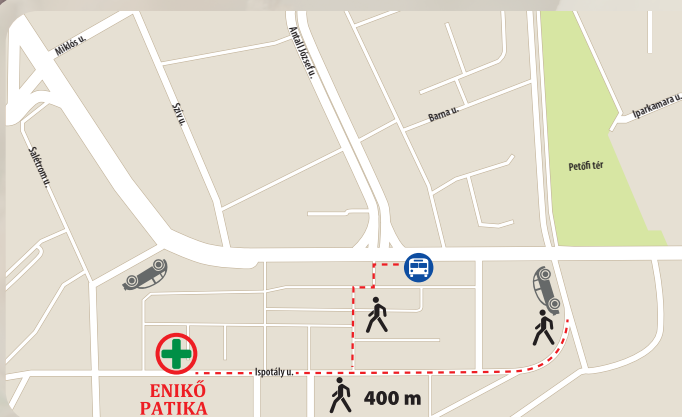 Miklós u.
Antall József u.
Szív u.
Barna u.
Iparkamara u.
Salétrom u.
Petőfi tér
Ispotály u.
ENIKŐ
PATIKA
400 m